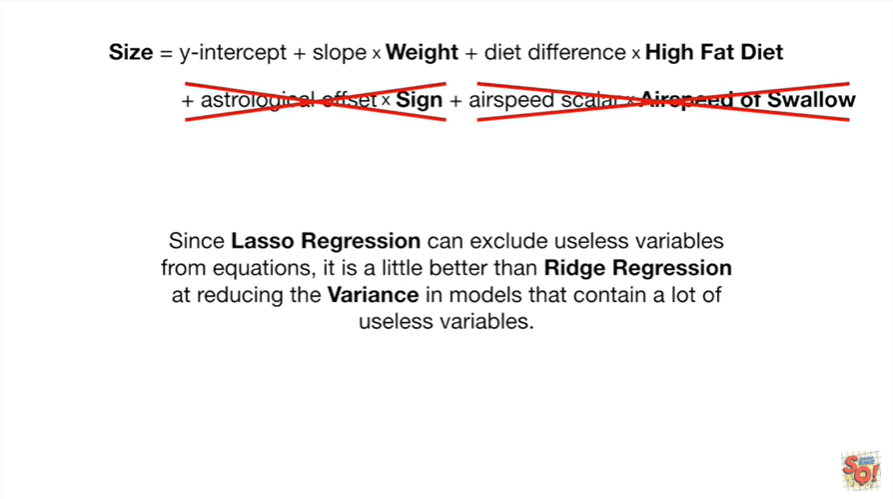 Size = y-intercept + slope x Weight + diet difference x High Fat Diet
+ astrological offset x Sign + airspeed scalar x Airspeed of Swallow
Since Lasso Regression can exclude useless variables
from equations, it is a little better than Ridge Regression
at reducing the Variance in models that contain a lot of
useless variables.
SQ!